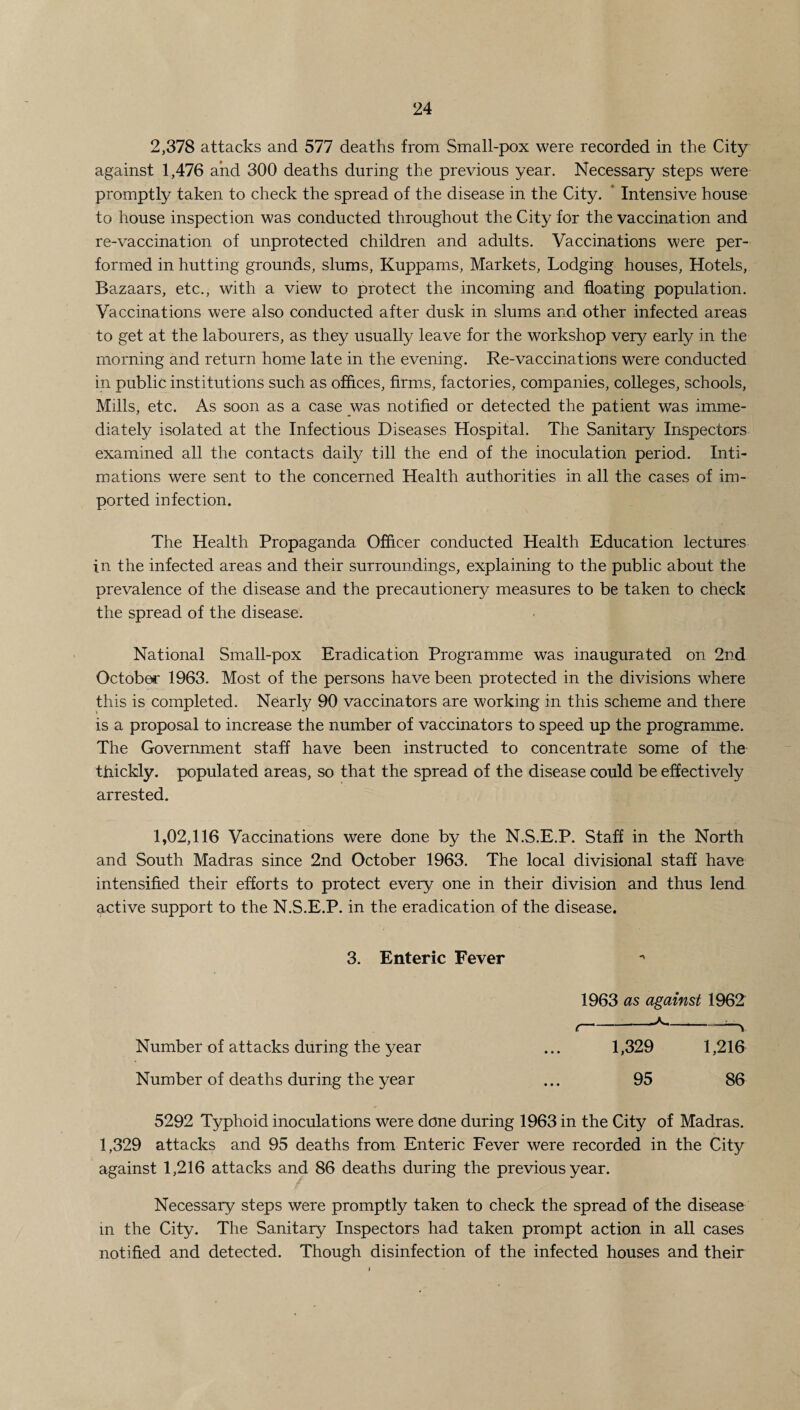 24
2,378 attacks and 577 deaths from Small-pox were recorded in the City
against 1,476 and 300 deaths during the previous year. Necessary steps were
promptly taken to check the spread of the disease in the City. Intensive house
to house inspection was conducted throughout the City for the vaccination and
re-vaccination of unprotected children and adults. Vaccinations were per-
formed in hutting grounds, slums, Kuppams, Markets, Lodging houses, Hotels,
Bazaars, etc., with a view to protect the incoming and floating population.
Vaccinations were also conducted after dusk in slums and other infected areas
to get at the labourers, as they usually leave for the workshop very early in the
morning and return home late in the evening. Re-vaccinations were conducted
in public institutions such as offices, firms, factories, companies, colleges, schools,
Mills, etc. As soon as a case was notified or detected the patient was imme-
diately isolated at the Infectious Diseases Hospital. The Sanitary Inspectors
examined all the contacts daily till the end of the inoculation period. Inti-
mations were sent to the concerned Health authorities in all the cases of im-
ported infection.
The Health Propaganda Officer conducted Health Education lectures
in the infected areas and their surroundings, explaining to the public about the
prevalence of the disease and the precautionery measures to be taken to check
the spread of the disease.
National Small-pox Eradication Programme was inaugurated on 2nd
October 1963. Most of the persons have been protected in the divisions where
this is completed. Nearly 90 vaccinators are working in this scheme and there
is a proposal to increase the number of vaccinators to speed up the programme.
The Government staff have been instructed to concentrate some of the
thickly. populated areas, so that the spread of the disease could be effectively
arrested.
1,02,116 Vaccinations were done by the N.S.E.P. Staff in the North
and South Madras since 2nd October 1963. The local divisional staff have
intensified their efforts to protect every one in their division and thus lend
active support to the N.S.E.P. in the eradication of the disease.
3. Enteric Fever
1963 as against 1962
Number of attacks during the year ... 1,329 1,216
Number of deaths during the year ... 95 86
5292 Typhoid inoculations were done during 1963 in the City of Madras.
1,329 attacks and 95 deaths from Enteric Fever were recorded in the City
against 1,216 attacks and 86 deaths during the previous year.
Necessary steps were promptly taken to check the spread of the disease
in the City. The Sanitary Inspectors had taken prompt action in all cases
notified and detected. Though disinfection of the infected houses and their